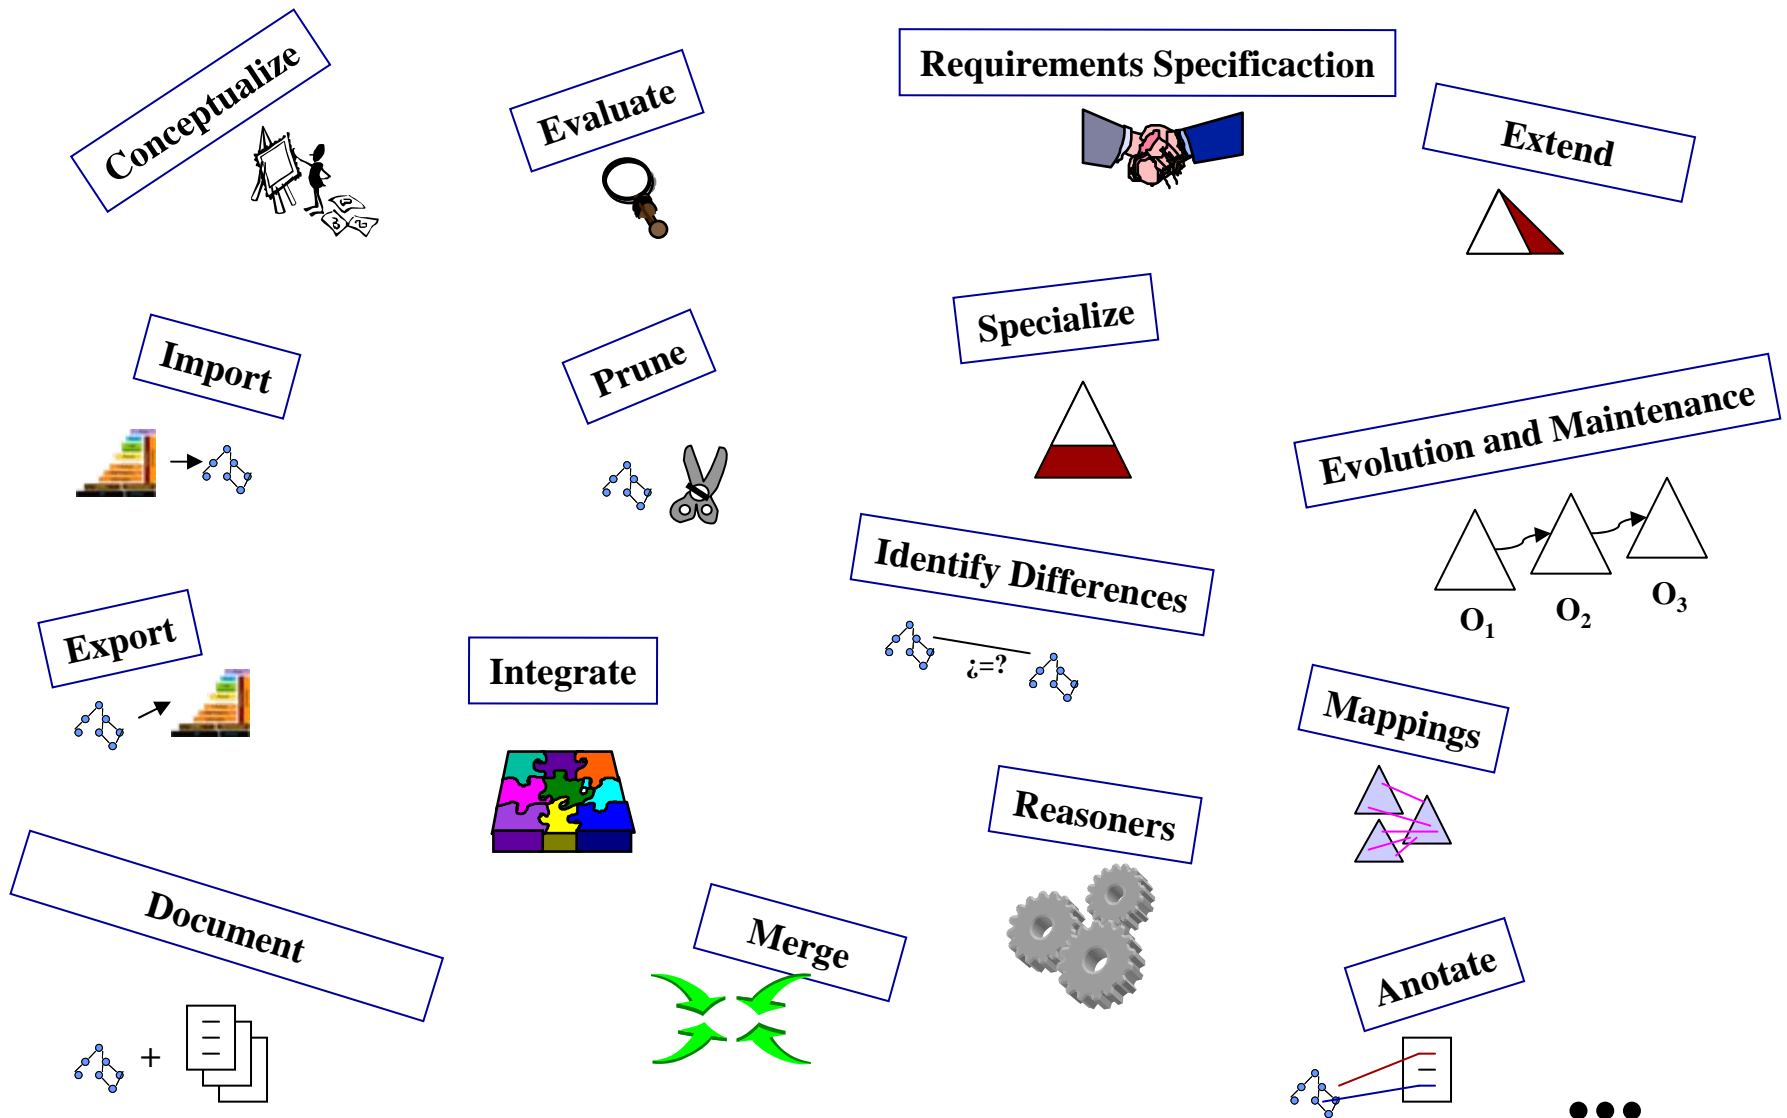 Conceptualize
Evaluate
Requirements Specificaction
Extend
Import
Prune
Specialize
Evolution and Maintenance
O1
O2
O3
Export
Integrate
Identify Differences
¿=?
Mappings
Reasoners
Document
+
Merge
Anotate